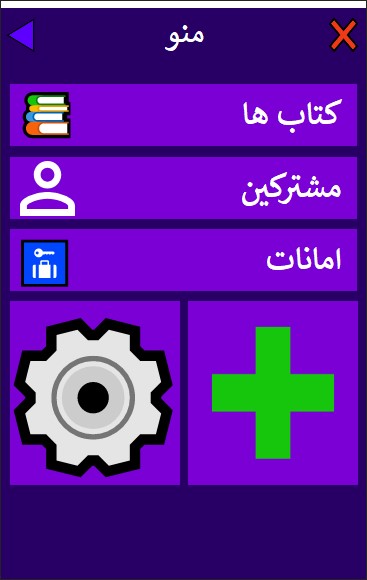 منو
کتاب ها
مشترکین
امانات